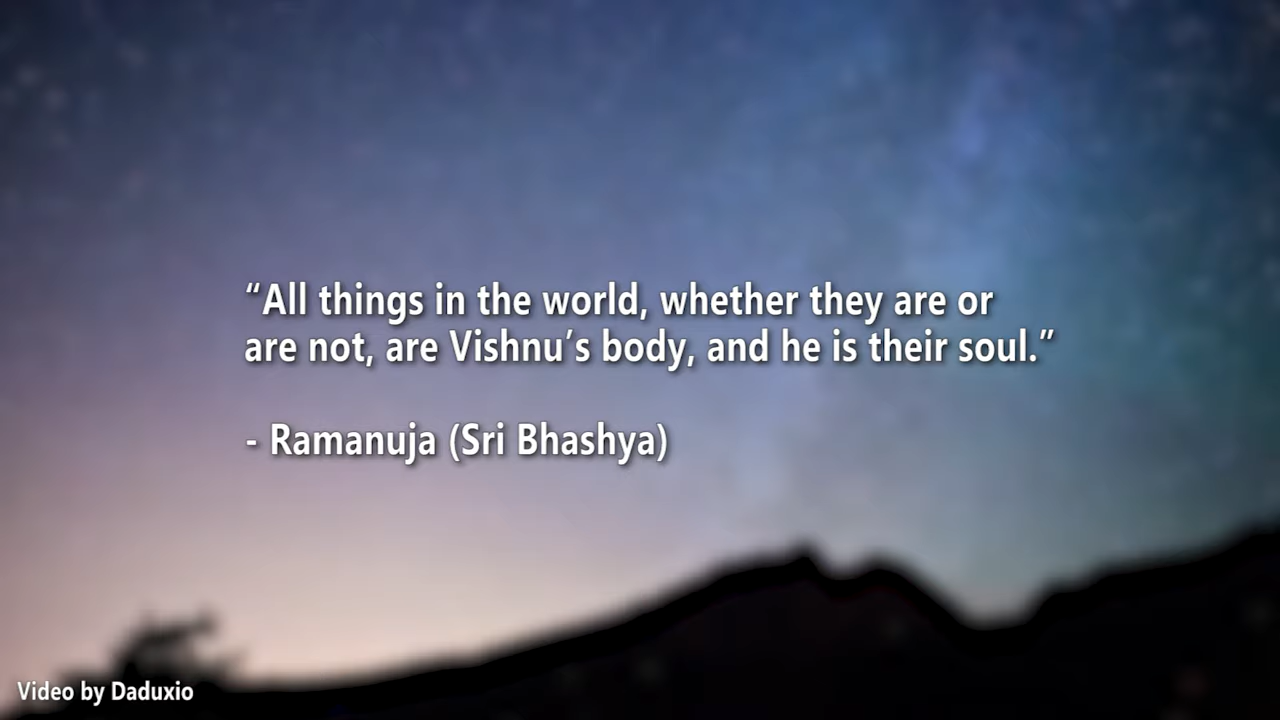 “All things in the world, whether they are or
are not, are Vishnu’s body, and he is their soul.”
- Ramanuja (Sri Bhashya)
Video by Daduxio